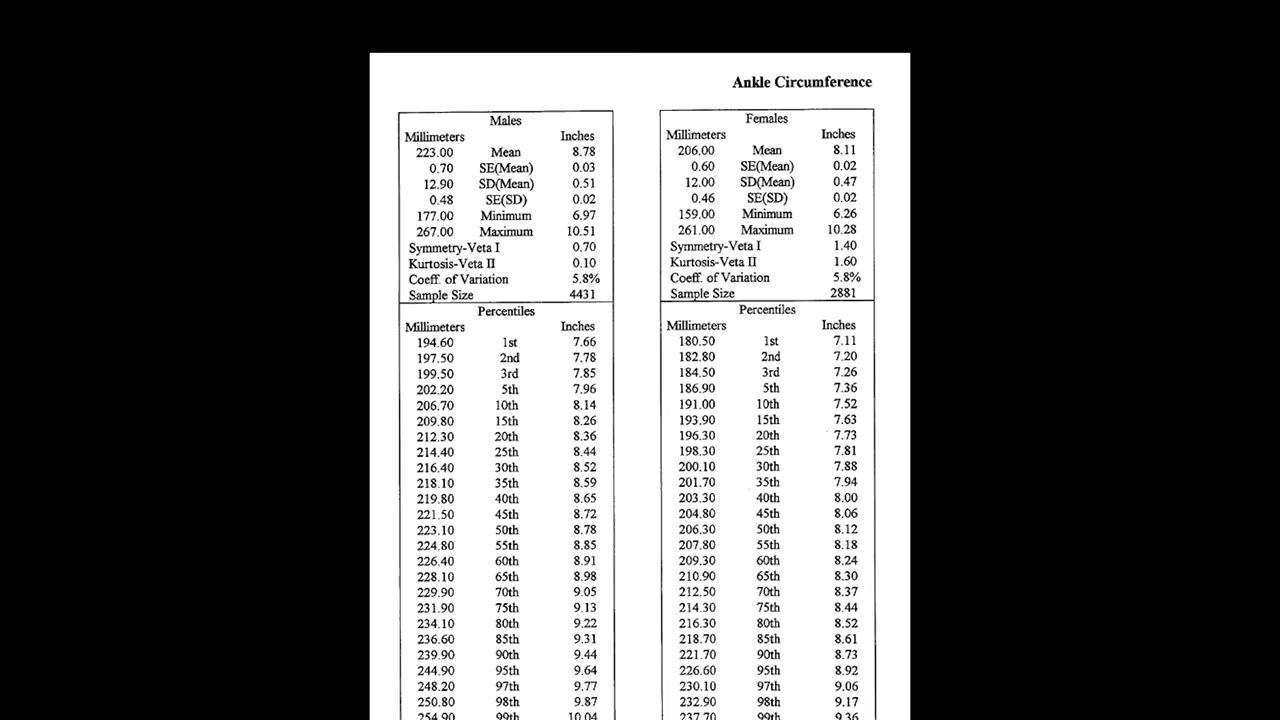 Ankle Circumference
Males
Millimeters Inches
223.00 Mean 8.78
0.70 SE(Mean) 0.03
12.90 SD(Mean) 0.51
0.48 SE(SD) 0.02
177.00 Minimum 6.97
267.00 Maximum 10.51
Symmetry-Veta I 0.70
Kurtosis-Veta II 0.10
Coeff. of Variation 5.8%
Sample Size 4431
Percentiles
Millimeters Inches
194.60 1st 7.66
197.50 2nd 7.78
199.50 3rd 7.85
202.20 5th 7.96
206.70 10th 8.14
209.80 15th 8.26
212.30 20th 8.36
214.40 25th 8.44
216.40 30th 8.52
218.10 35th 8.59
219.80 40th 8.65
221.50 45th 8.72
223.10 50th 8.78
224.80 55th 8.85
226.40 60th 8.91
228.10 65th 8.98
229.90 70th 9.05
231.90 75th 9.13
234.10 80th 9.22
236.60 85th 9.31
239.90 90th 9.44
244.90 95th 9.64
248.20 97th 9.77
250.80 98th 9.87
254.90 99th 10.04
Females
Millimeters Inches
206.00 Mean 8.11
0.60 SE(Mean) 0.02
12.00 SD(Mean) 0.47
0.46 SE(SD) 0.02
159.00 Minimum 6.26
261.00 Maximum 10.28
Symmetry-Veta I 1.40
Kurtosis-Veta II 1.60
Coeff. of Variation 5.8%
Sample Size 2881
Percentiles
Millimeters Inches
180.50 1st 7.11
182.80 2nd 7.20
184.50 3rd 7.26
186.90 5th 7.36
191.00 10th 7.52
193.90 15th 7.63
196.30 20th 7.73
198.30 25th 7.81
200.10 30th 7.88
201.70 35th 7.94
203.30 40th 8.00
204.80 45th 8.06
206.30 50th 8.12
207.80 55th 8.18
209.30 60th 8.24
210.90 65th 8.30
212.50 70th 8.37
214.30 75th 8.44
216.30 80th 8.52
218.70 85th 8.61
221.70 90th 8.73
226.60 95th 8.92
230.10 97th 9.06
232.90 98th 9.17
237.70 99th 9.36